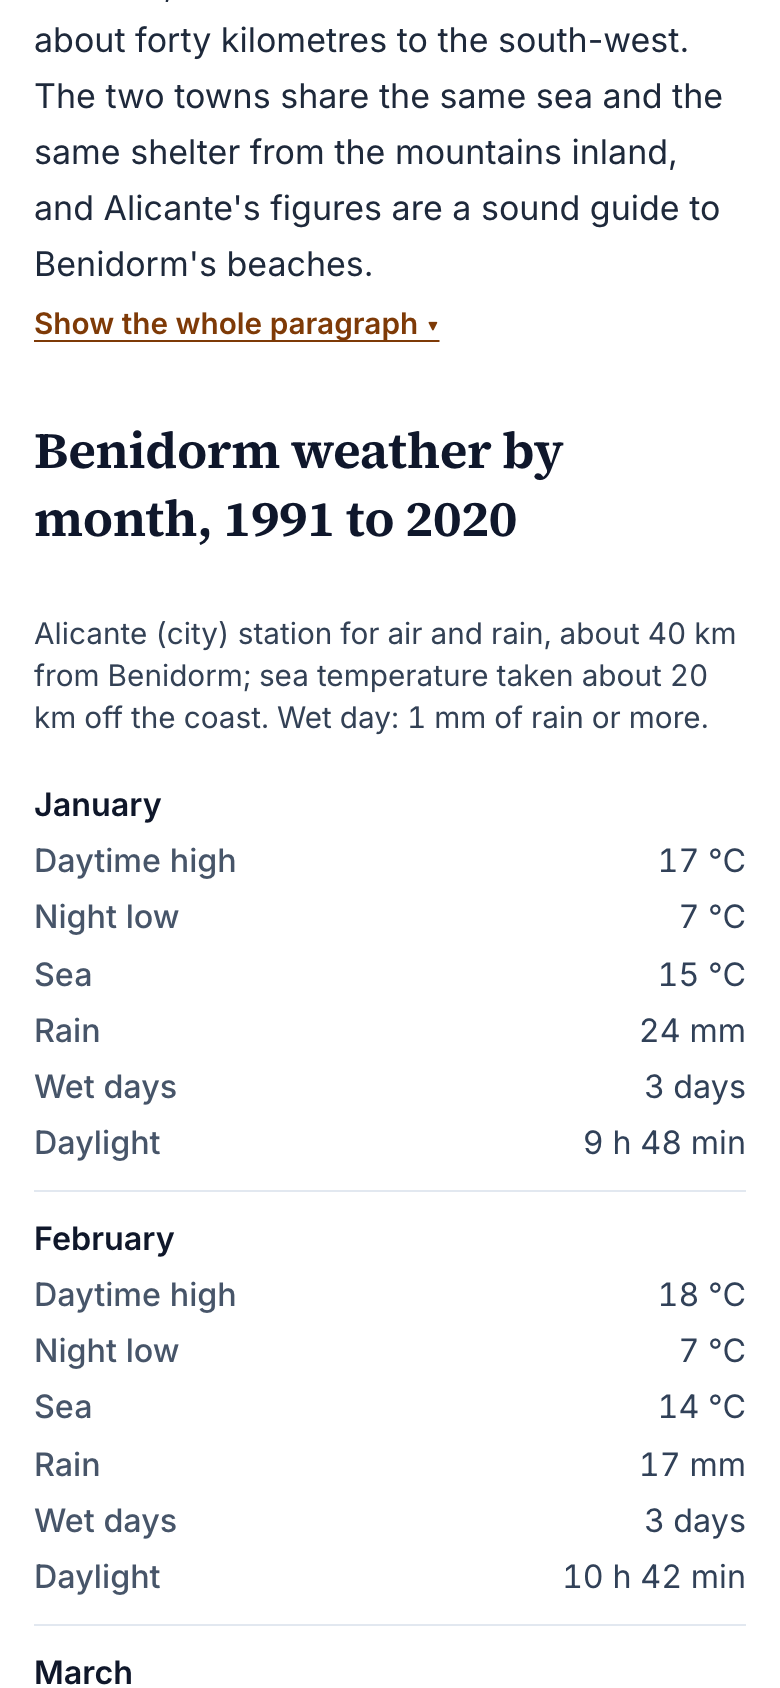 about forty kilometres to the south-west.
The two towns share the same sea and the
same shelter from the mountains inland,
and Alicante's figures are a sound guide to
Benidorm's beaches.
Show the whole paragraph ▾
Benidorm weather by
month, 1991 to 2020
Alicante (city) station for air and rain, about 40 km
from Benidorm; sea temperature taken about 20
km off the coast. Wet day: 1 mm of rain or more.
January
Daytime high 17 °C
Night low 7 °C
Sea 15 °C
Rain 24 mm
Wet days 3 days
Daylight 9 h 48 min
February
Daytime high 18 °C
Night low 7 °C
Sea 14 °C
Rain 17 mm
Wet days 3 days
Daylight 10 h 42 min
March